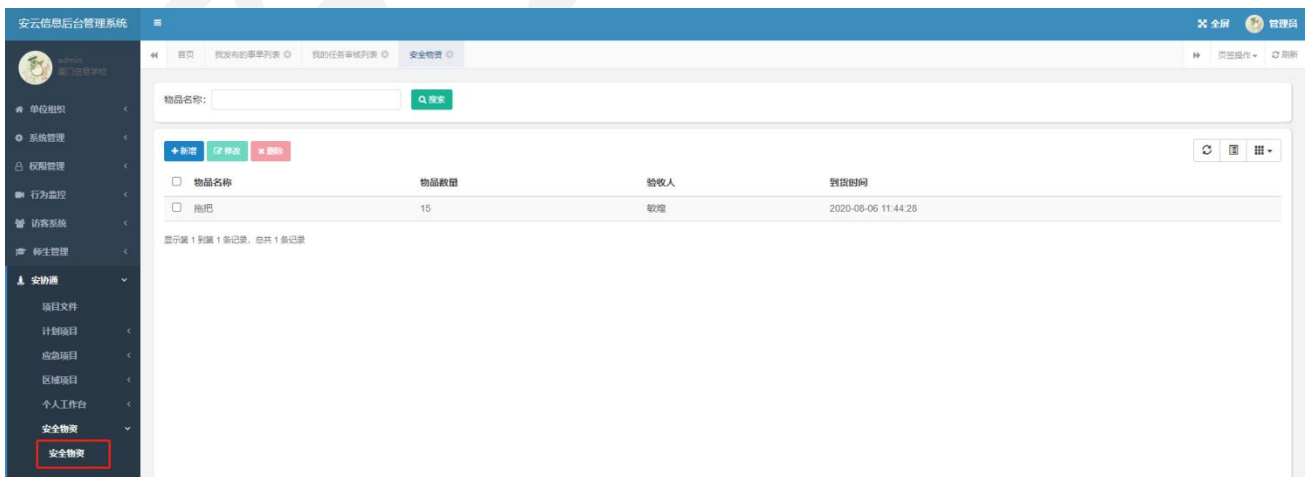 安云信息后台管理系统
全屏 管理员
admin
厦门信息学校
首页 我发布的事单列表 我的任务审核列表 安全物资
页签操作 刷新
物品名称：
搜索
新增 修改 删除
物品名称 物品数量 验收人 到货时间
拖把 15 敏煌 2020-08-06 11:44:28
显示第 1 到第 1 条记录，总共 1 条记录
单位组织
系统管理
权限管理
行为监控
访客系统
师生管理
安协通
项目文件
计划项目
应急项目
区域项目
个人工作台
安全物资
安全物资